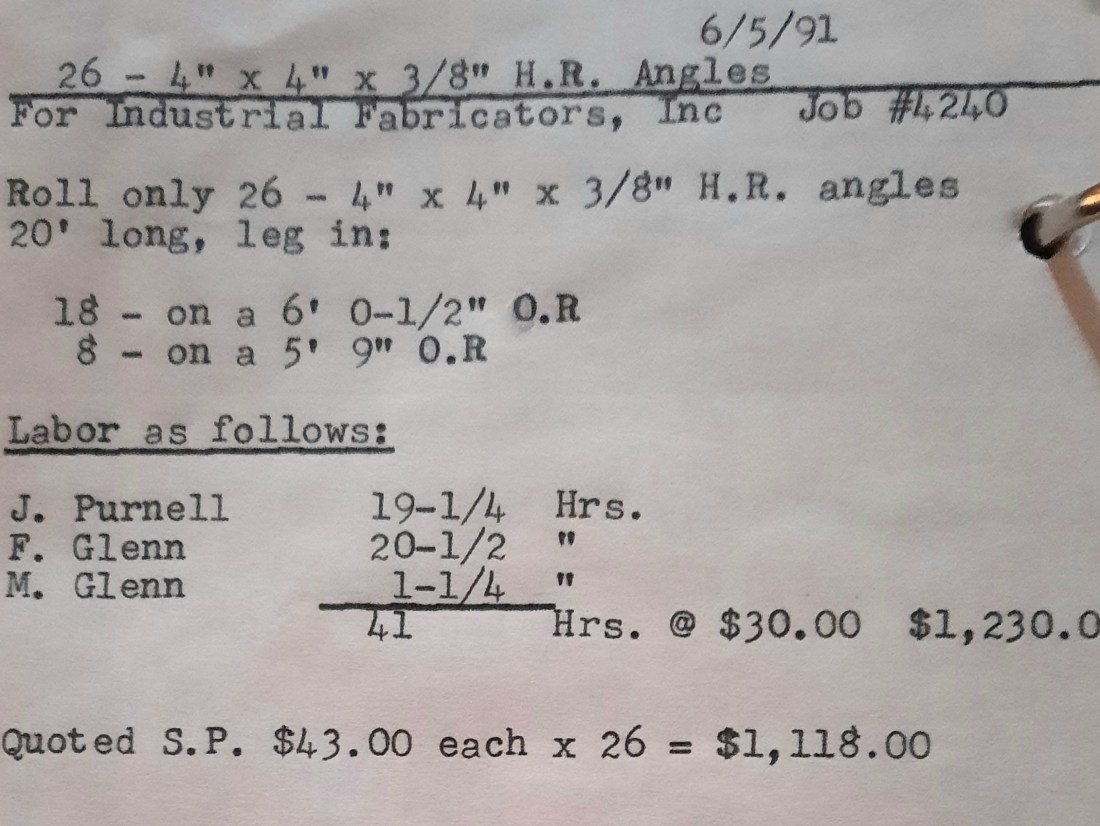 6/5/91
26 - 4" x 4" x 3/8" H.R. Angles
For Industrial Fabricators, Inc Job #4240
Roll only 26 - 4" x 4" x 3/8" H.R. angles
20' long, leg in:
18 - on a 6' 0-1/2" O.R
8 - on a 5' 9" O.R
Labor as follows:
J. Purnell 19-1/4 Hrs.
F. Glenn 20-1/2 "
M. Glenn 1-1/4 "
41 Hrs. @ $30.00 $1,230.0
Quoted S.P. $43.00 each x 26 = $1,118.00